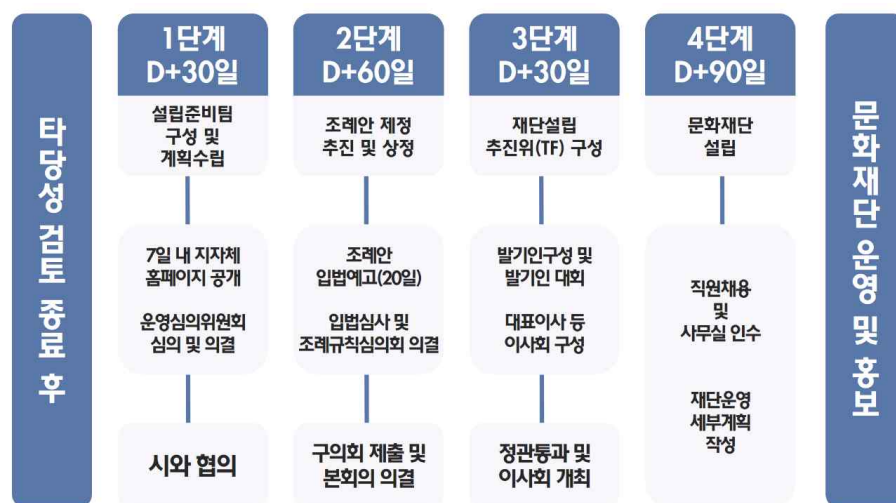 타당성 검토 종료 후
1단계
D+30일
설립준비팀
구성 및
계획수립
7일 내 지자체
홈페이지 공개
운영심의위원회
심의 및 의결
시와 협의
2단계
D+60일
조례안 제정
추진 및 상정
조례안
입법예고(20일)
입법심사 및
조례규칙심의회 의결
구의회 제출 및
본회의 의결
3단계
D+30일
재단설립
추진위(TF) 구성
발기인구성 및
발기인 대회
대표이사 등
이사회 구성
정관통과 및
이사회 개최
4단계
D+90일
문화재단
설립
직원채용
및
사무실 인수
재단운영
세부계획
작성
문화재단 운영 및 홍보